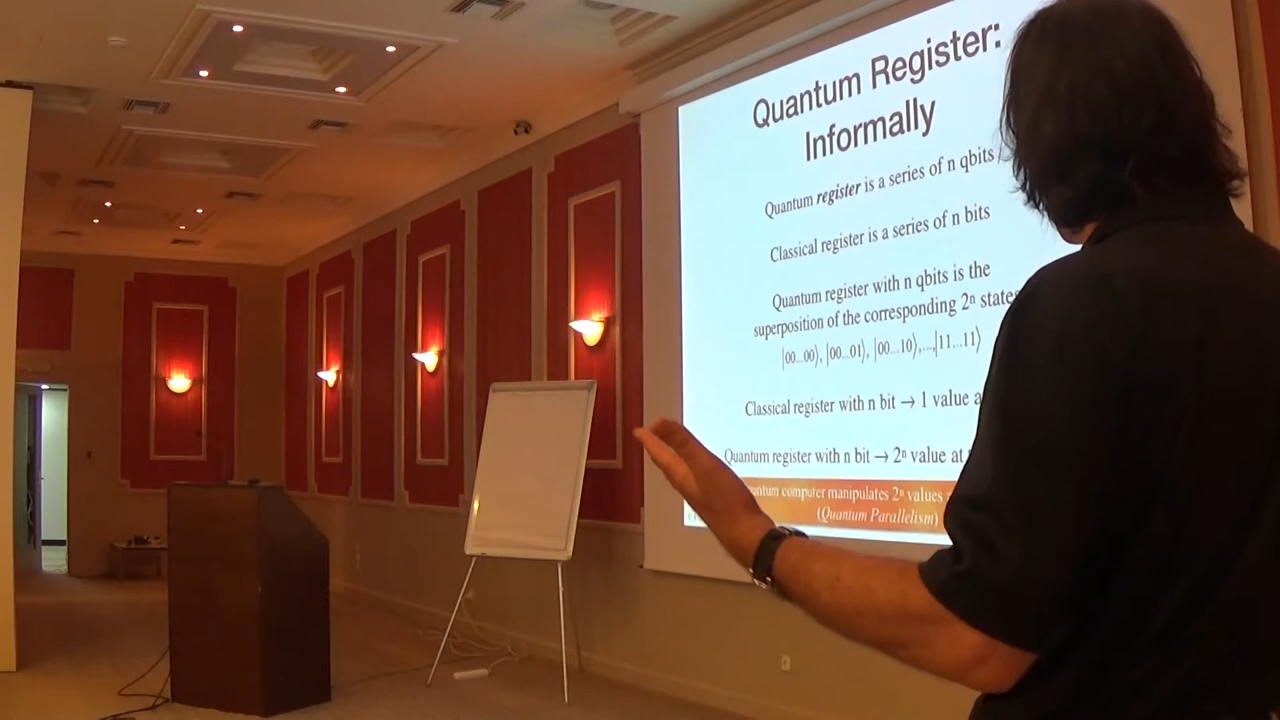 Quantum Register:
Informally
Quantum register is a series of n qbits
Classical register is a series of n bits
Quantum register with n qbits is the
superposition of the corresponding 2ⁿ states
|00...00⟩, |00...01⟩, |00...10⟩,...,|11...11⟩
Classical register with n bit → 1 value
Quantum register with n bit → 2ⁿ value at
computer manipulates 2ⁿ values
(Quantum Parallelism)